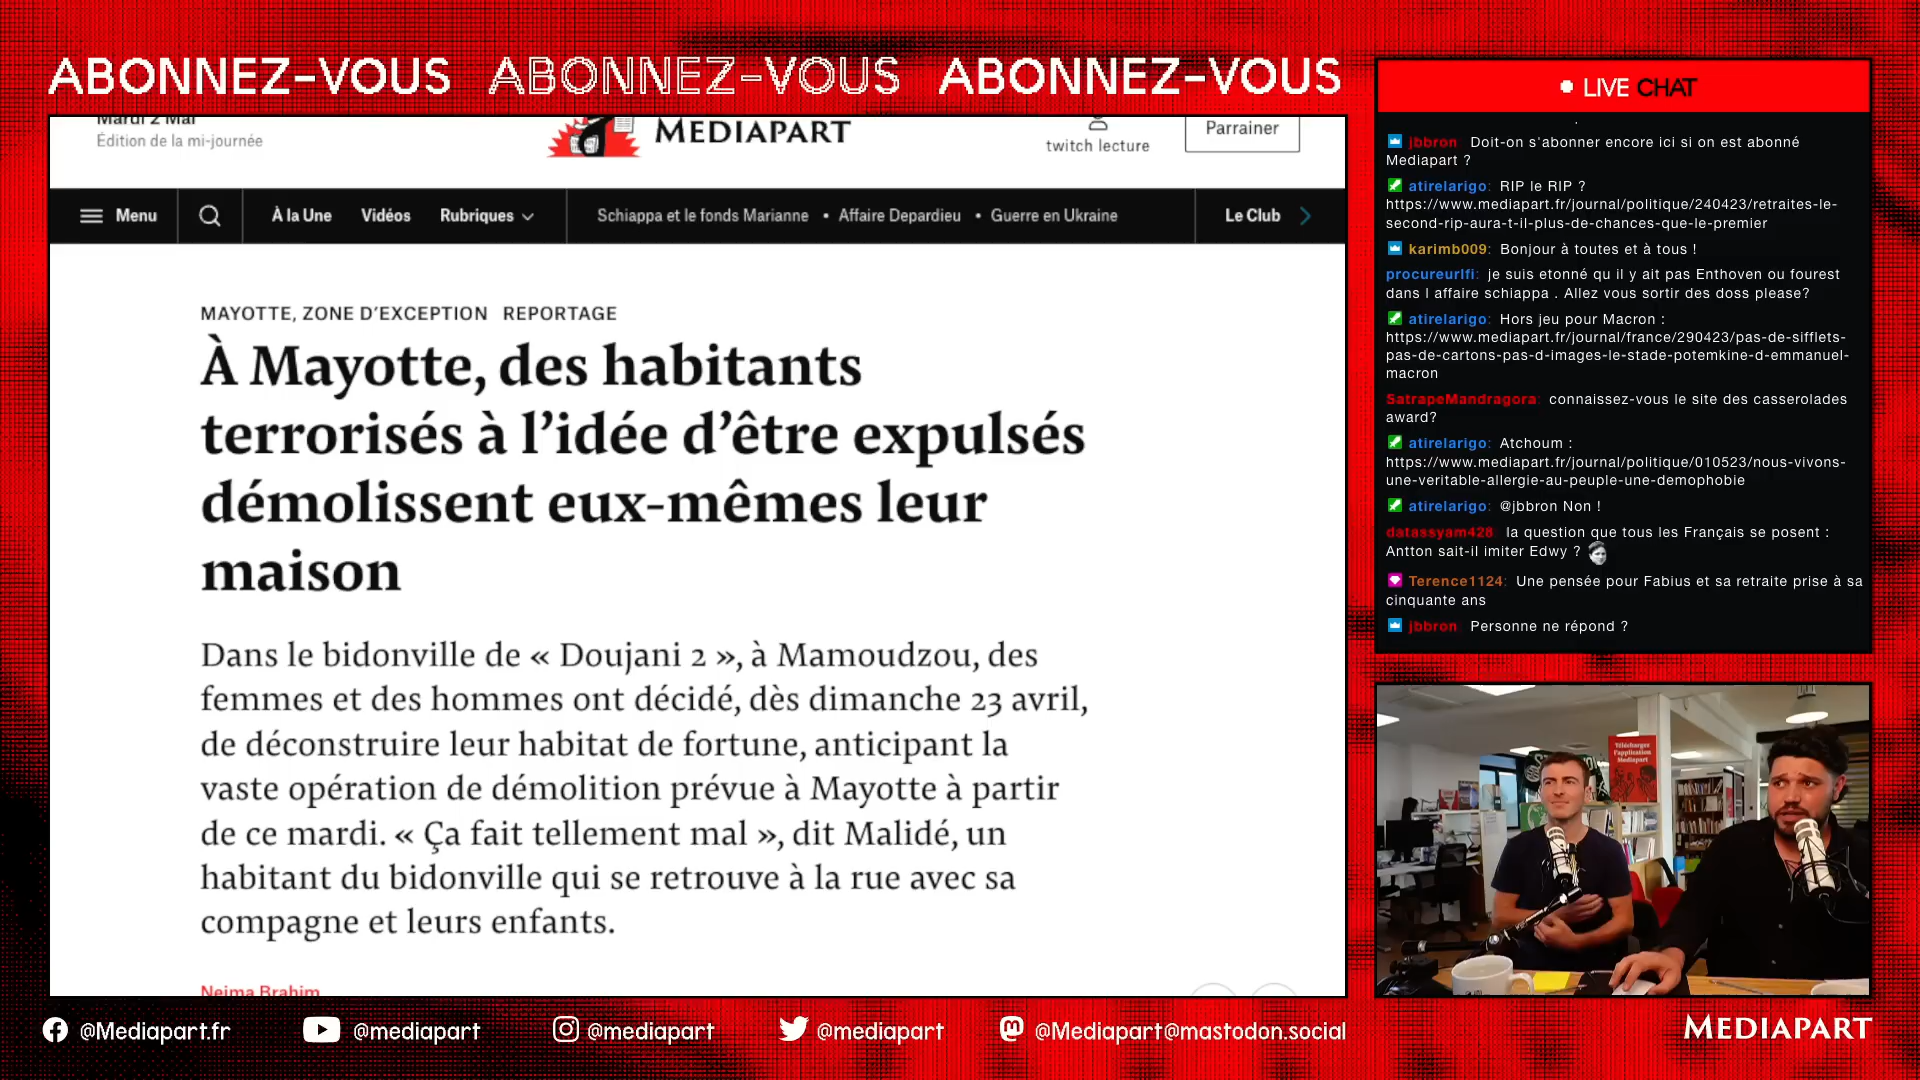 ABONNEZ-VOUS ABONNEZ-VOUS ABONNEZ-VOUS
Mardi 2 Mai
Édition de la mi-journée
MEDIAPART
twitch lecture
Parrainer
Menu
À la Une
Vidéos
Rubriques
Schiappa et le fonds Marianne • Affaire Depardieu • Guerre en Ukraine
Le Club
MAYOTTE, ZONE D’EXCEPTION REPORTAGE
À Mayotte, des habitants
terrorisés à l’idée d’être expulsés
démolissent eux-mêmes leur
maison
Dans le bidonville de « Doujani 2 », à Mamoudzou, des
femmes et des hommes ont décidé, dès dimanche 23 avril,
de déconstruire leur habitat de fortune, anticipant la
vaste opération de démolition prévue à Mayotte à partir
de ce mardi. « Ça fait tellement mal », dit Malidé, un
habitant du bidonville qui se retrouve à la rue avec sa
compagne et leurs enfants.
Nejma Brahim
LIVE CHAT
jbbron: Doit-on s'abonner encore ici si on est abonné
Mediapart ?
atirelarigo: RIP le RIP ?
https://www.mediapart.fr/journal/politique/240423/retraites-le-
second-rip-aura-t-il-plus-de-chances-que-le-premier
karimb009: Bonjour à toutes et à tous !
procureurlfi: je suis etonné qu il y ait pas Enthoven ou fourest
dans l affaire schiappa . Allez vous sortir des doss please?
atirelarigo: Hors jeu pour Macron :
https://www.mediapart.fr/journal/france/290423/pas-de-sifflets-
pas-de-cartons-pas-d-images-le-stade-potemkine-d-emmanuel-
macron
SatrapeMandragora: connaissez-vous le site des casserolades
award?
atirelarigo: Atchoum :
https://www.mediapart.fr/journal/politique/010523/nous-vivons-
une-veritable-allergie-au-peuple-une-demophobie
atirelarigo: @jbbron Non !
datassyam428: la question que tous les Français se posent :
Antton sait-il imiter Edwy ?
Terence1124: Une pensée pour Fabius et sa retraite prise à sa
cinquante ans
jbbron: Personne ne répond ?
Téléchargez
l'application
Mediapart
@Mediapart.fr
@mediapart
@mediapart
@mediapart
@Mediapart@mastodon.social
MEDIAPART